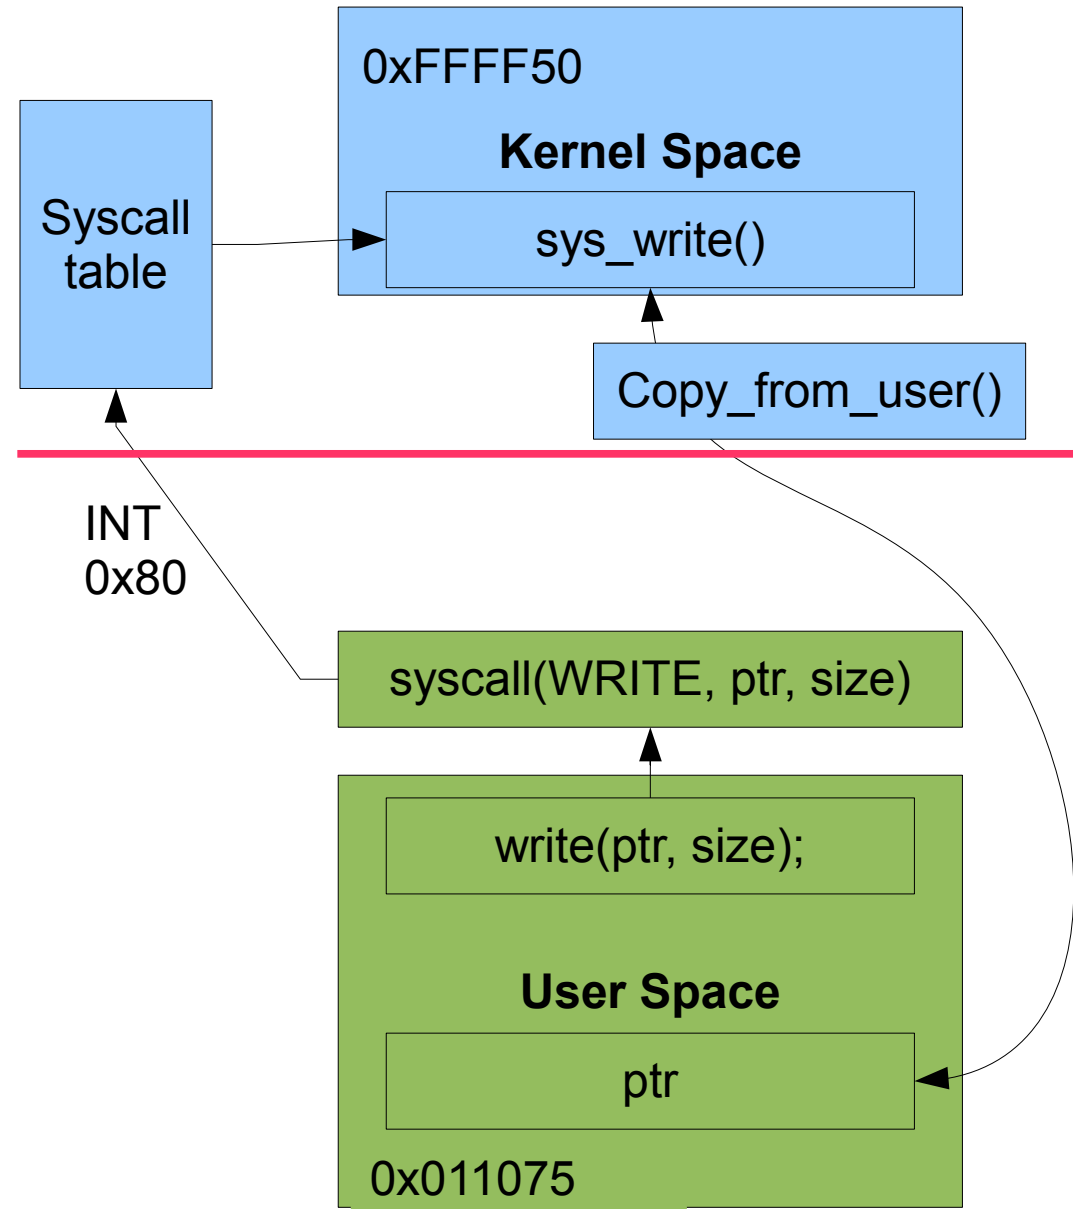 0xFFFF50
Kernel Space
Syscall
table
sys_write()
Copy_from_user()
INT
0x80
syscall(WRITE, ptr, size)
write(ptr, size);
User Space
ptr
0x011075